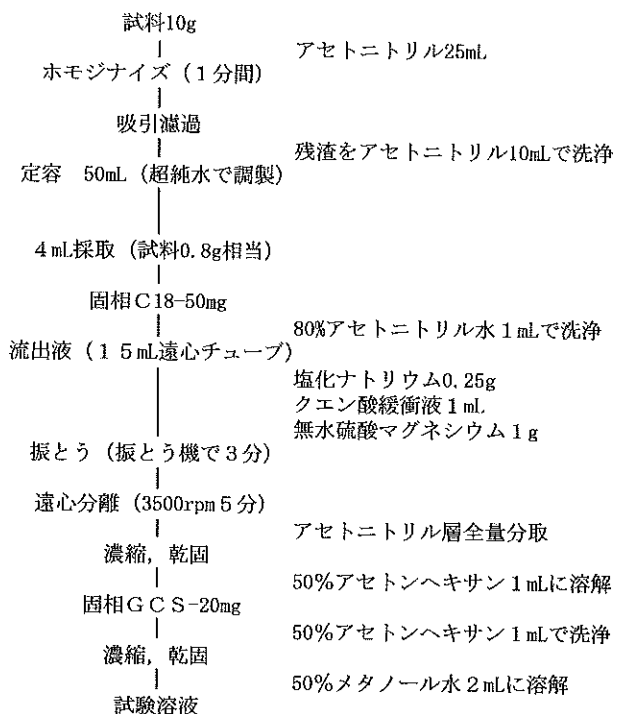 試料10g
アセトニトリル25mL
ホモジナイズ（１分間）
吸引濾過
残渣をアセトニトリル10mLで洗浄
定容　50mL（超純水で調製）
４mL採取（試料0.8g相当）
固相Ｃ18-50mg
80%アセトニトリル水１mLで洗浄
流出液（１５mL遠心チューブ）
塩化ナトリウム0.25g
クエン酸緩衝液１mL
無水硫酸マグネシウム１g
振とう（振とう機で３分）
遠心分離（3500rpm５分）
アセトニトリル層全量分取
濃縮，乾固
50%アセトンヘキサン１mLに溶解
固相ＧＣＳ-20mg
50%アセトンヘキサン１mLで洗浄
濃縮，乾固
50%メタノール水２mLに溶解
試験溶液